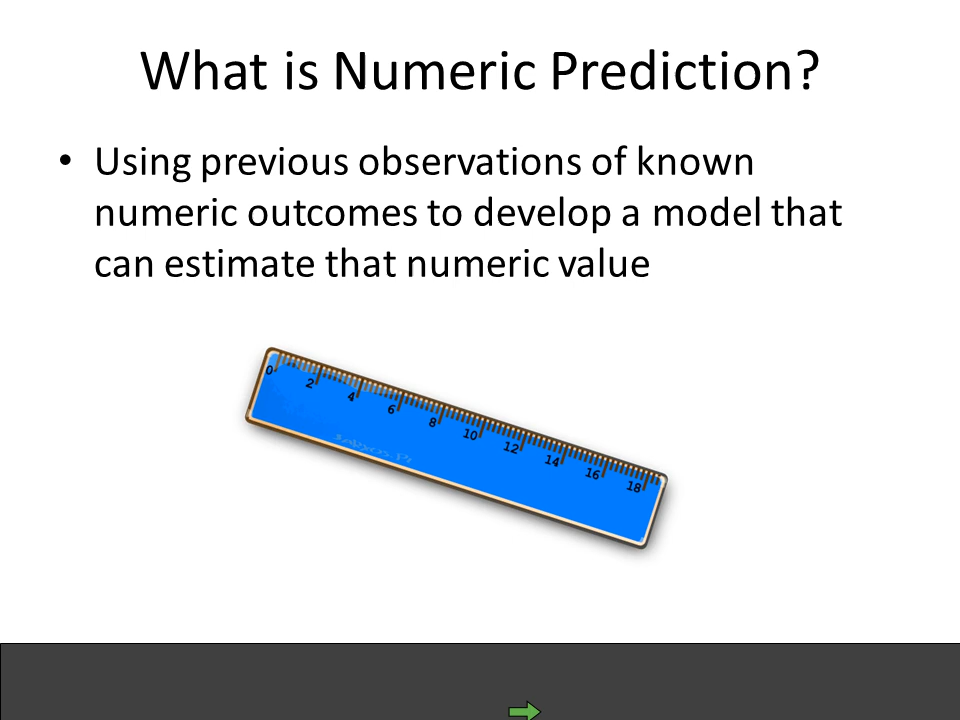 What is Numeric Prediction?
• Using previous observations of known
numeric outcomes to develop a model that
can estimate that numeric value
0
2
4
6
8
10
12
14
16
18